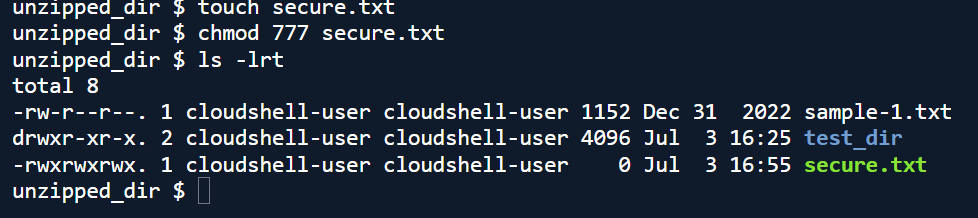 unzipped_dir $ touch secure.txt
unzipped_dir $ chmod 777 secure.txt
unzipped_dir $ ls -lrt
total 8
-rw-r--r--. 1 cloudshell-user cloudshell-user 1152 Dec 31  2022 sample-1.txt
drwxr-xr-x. 2 cloudshell-user cloudshell-user 4096 Jul  3 16:25 test_dir
-rwxrwxrwx. 1 cloudshell-user cloudshell-user    0 Jul  3 16:55 secure.txt
unzipped_dir $